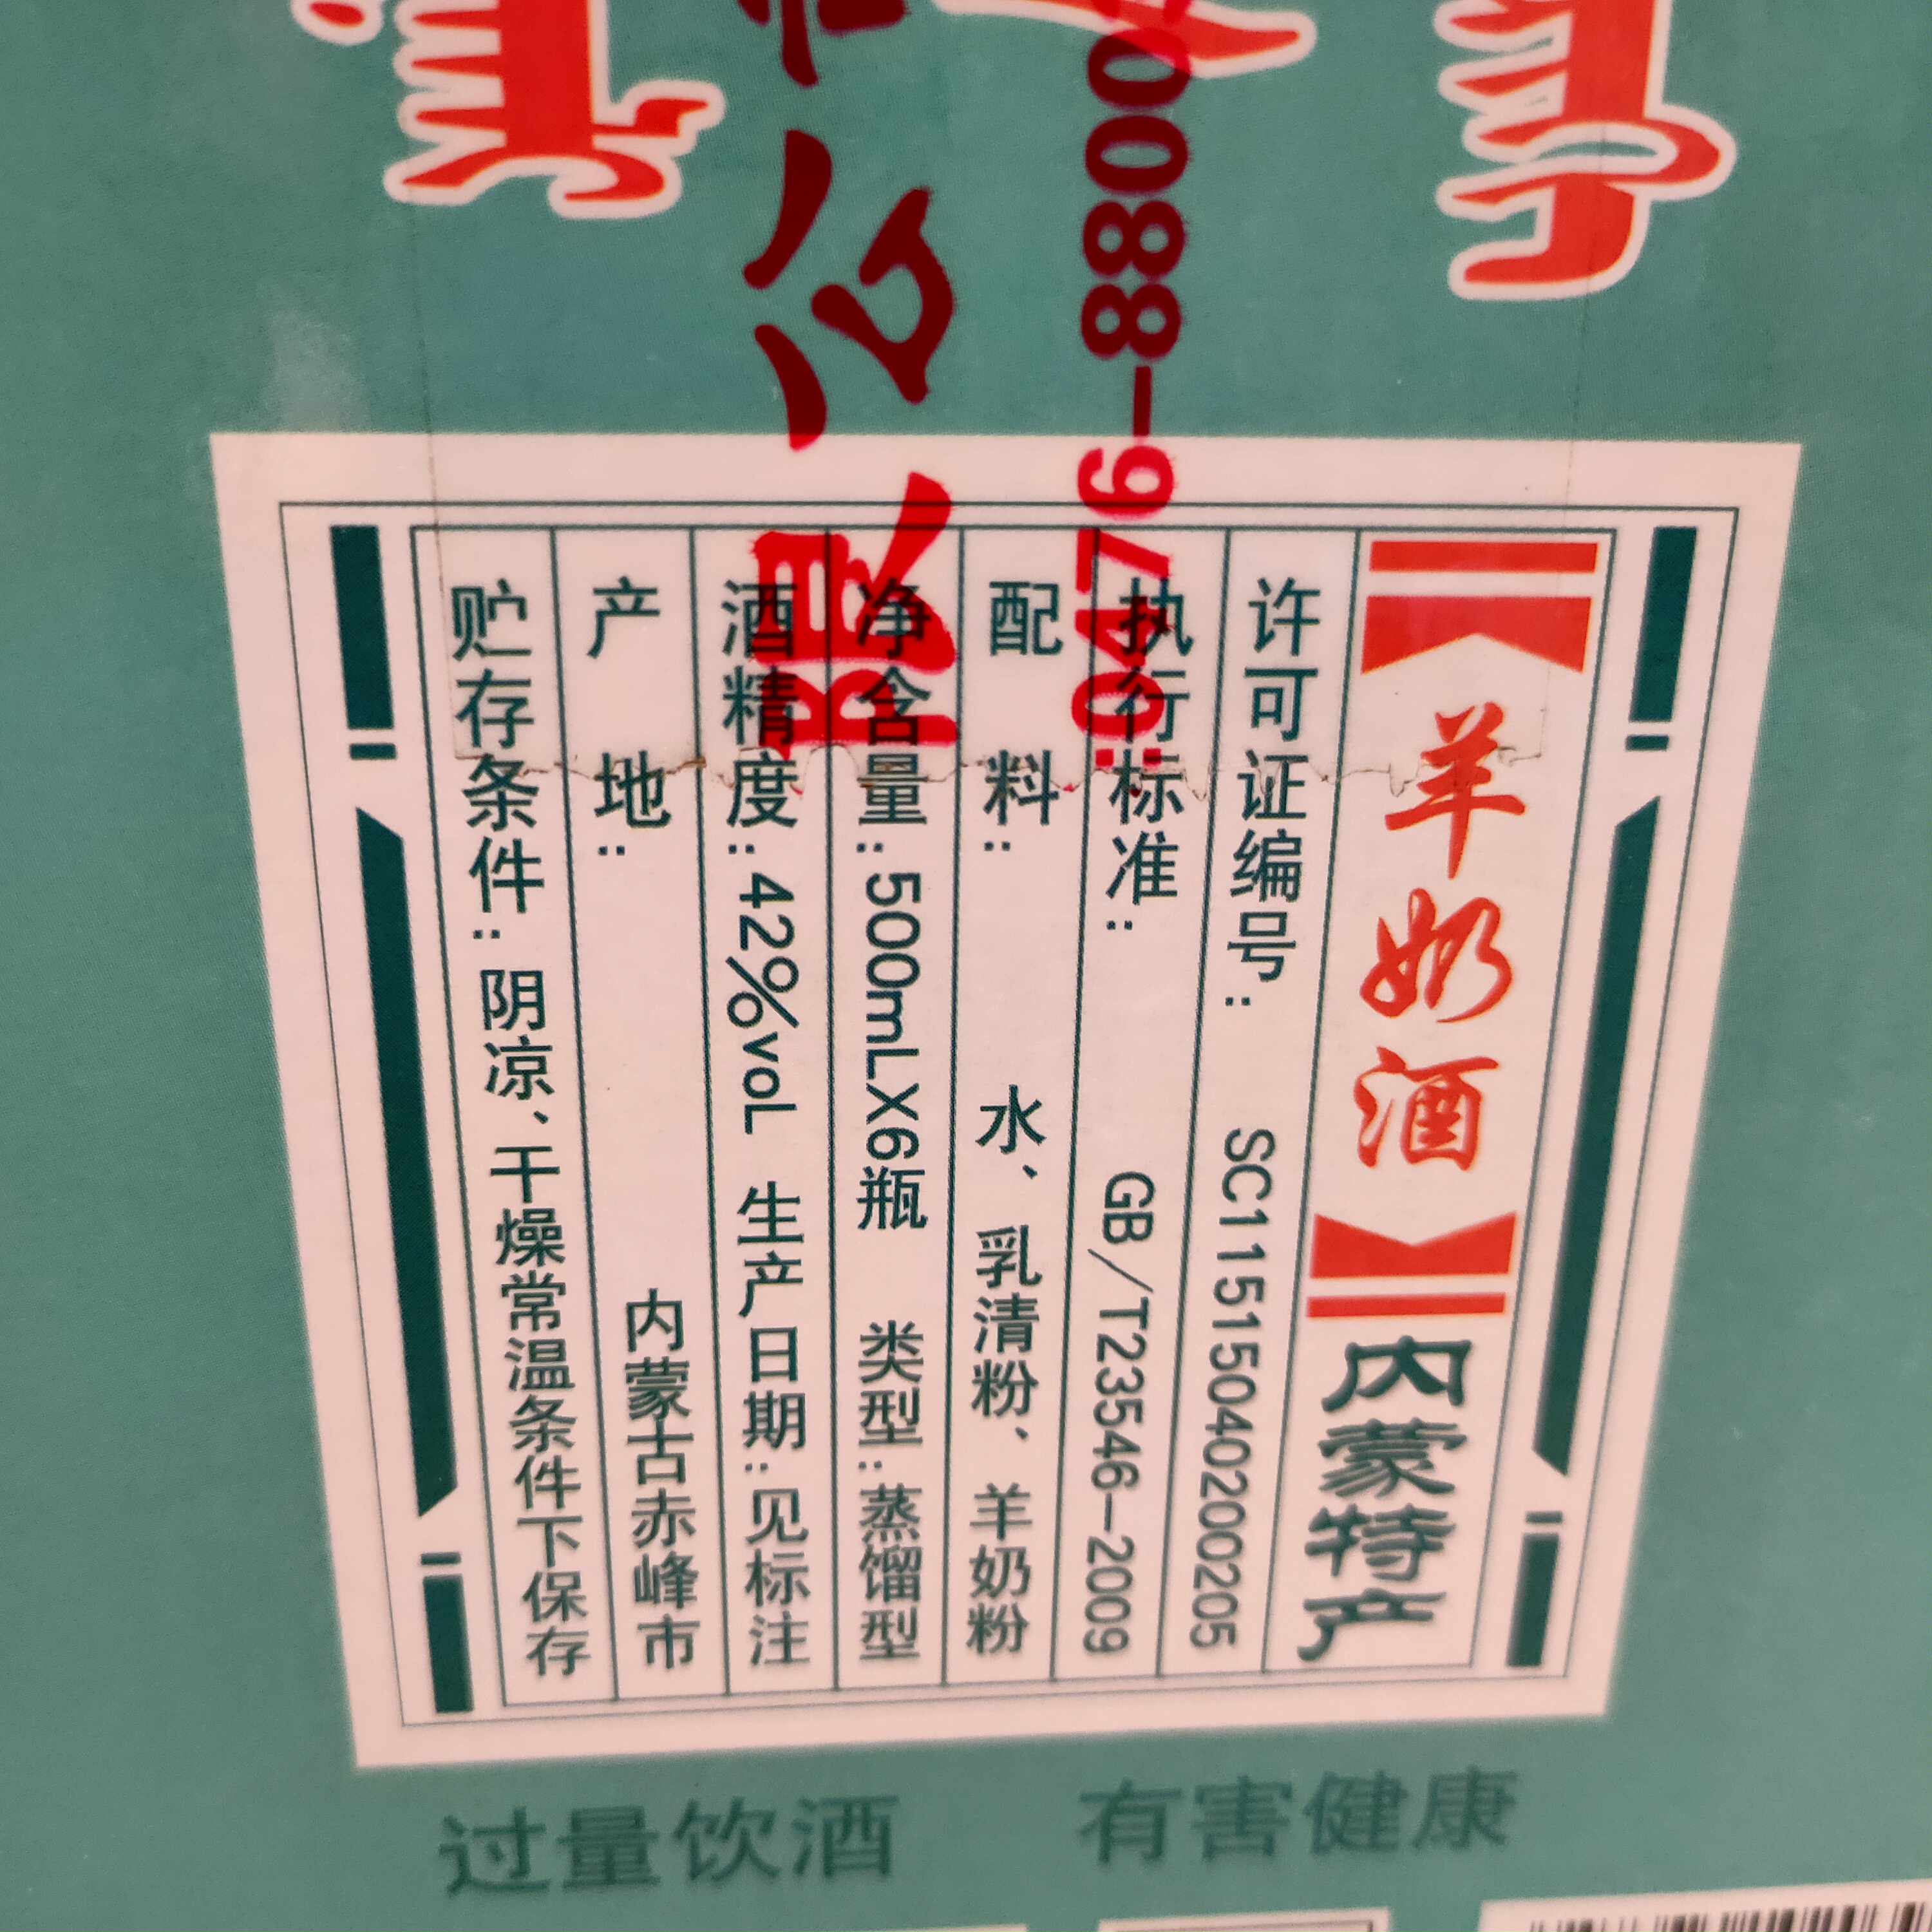 羊奶酒 内蒙特产
许可证编号： SC11515040200205
执行标准： GB/T23546-2009
配料： 水、乳清粉、羊奶粉
净含量：500mLX6瓶 类型：蒸馏型
酒精度：42%voL 生产日期：见标注
产地： 内蒙古赤峰市
贮存条件：阴凉、干燥常温条件下保存
过量饮酒 有害健康
限公
:0476-8800